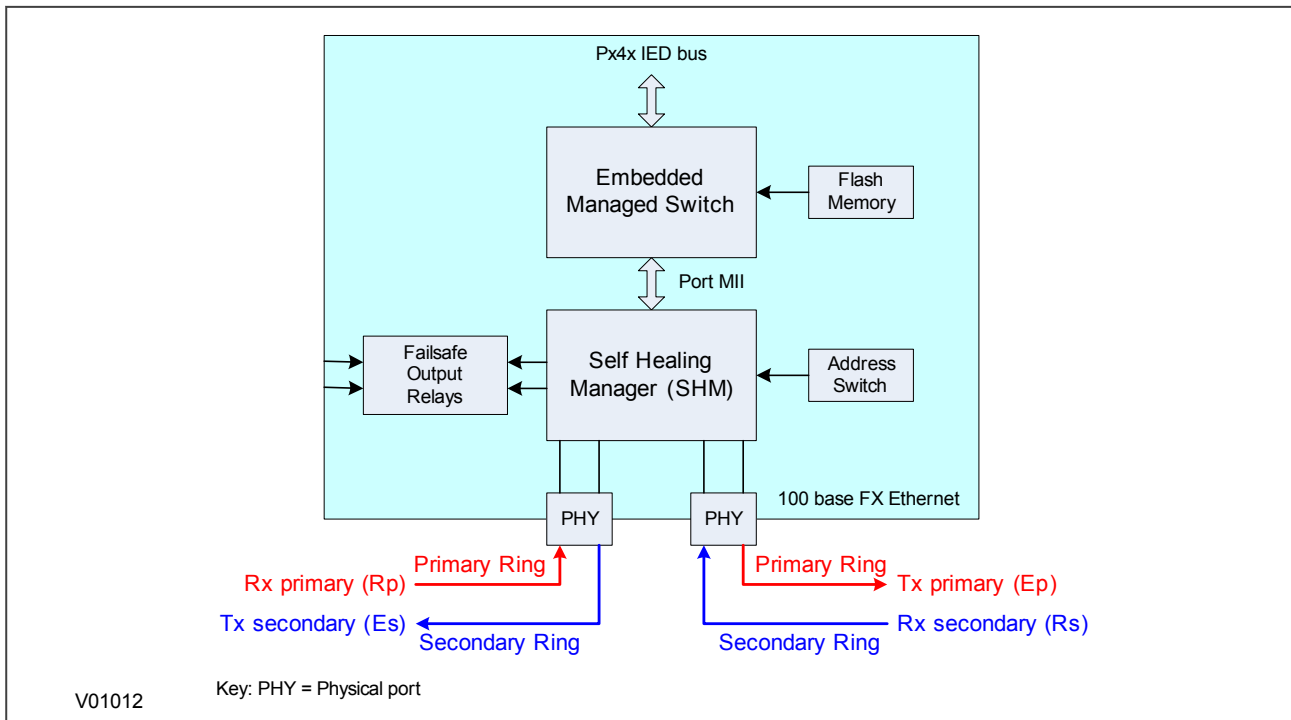 Px4x IED bus
Embedded
Managed Switch
Flash
Memory
Port MII
Failsafe
Output
Relays
Self Healing
Manager (SHM)
Address
Switch
PHY
PHY
100 base FX Ethernet
Primary Ring
Primary Ring
Rx primary (Rp)
Tx primary (Ep)
Tx secondary (Es)
Rx secondary (Rs)
Secondary Ring
Secondary Ring
V01012
Key: PHY = Physical port